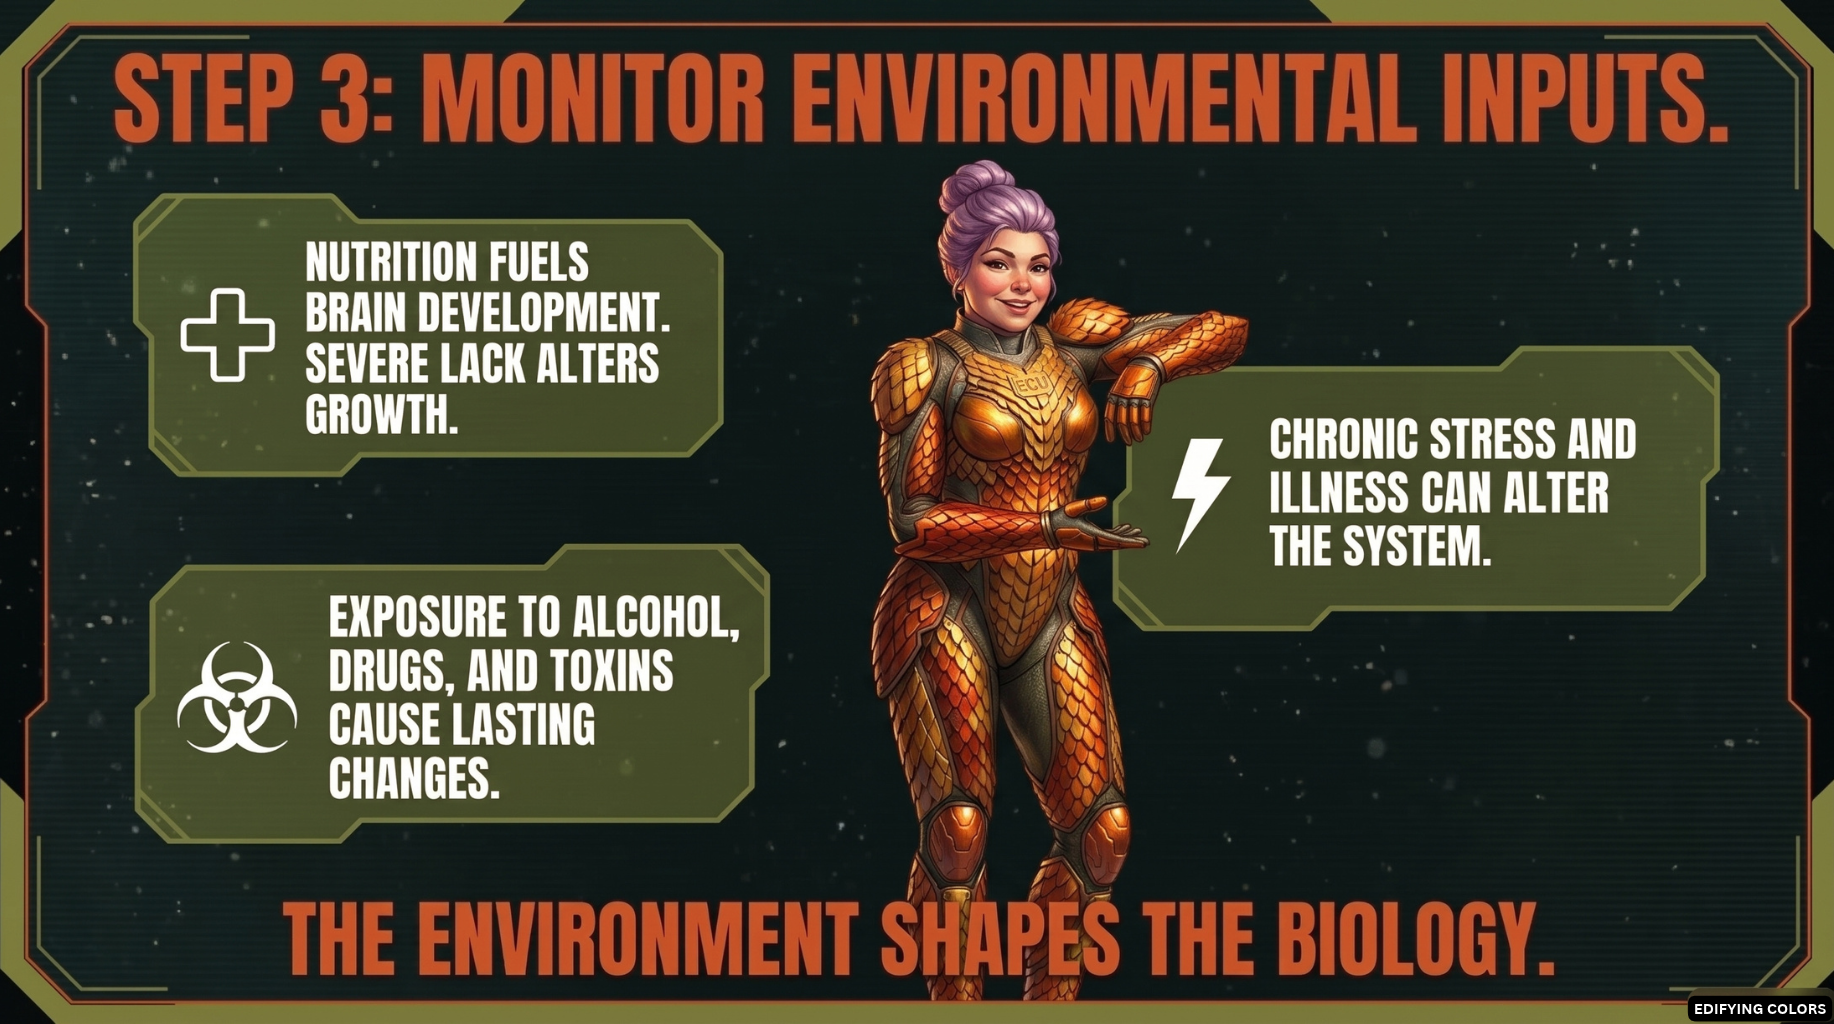 STEP 3: MONITOR ENVIRONMENTAL INPUTS.
NUTRITION FUELS
BRAIN DEVELOPMENT.
SEVERE LACK ALTERS
GROWTH.
ECU
CHRONIC STRESS AND
ILLNESS CAN ALTER
THE SYSTEM.
EXPOSURE TO ALCOHOL,
DRUGS, AND TOXINS
CAUSE LASTING
CHANGES.
THE ENVIRONMENT SHAPES THE BIOLOGY.
EDIFYING COLORS